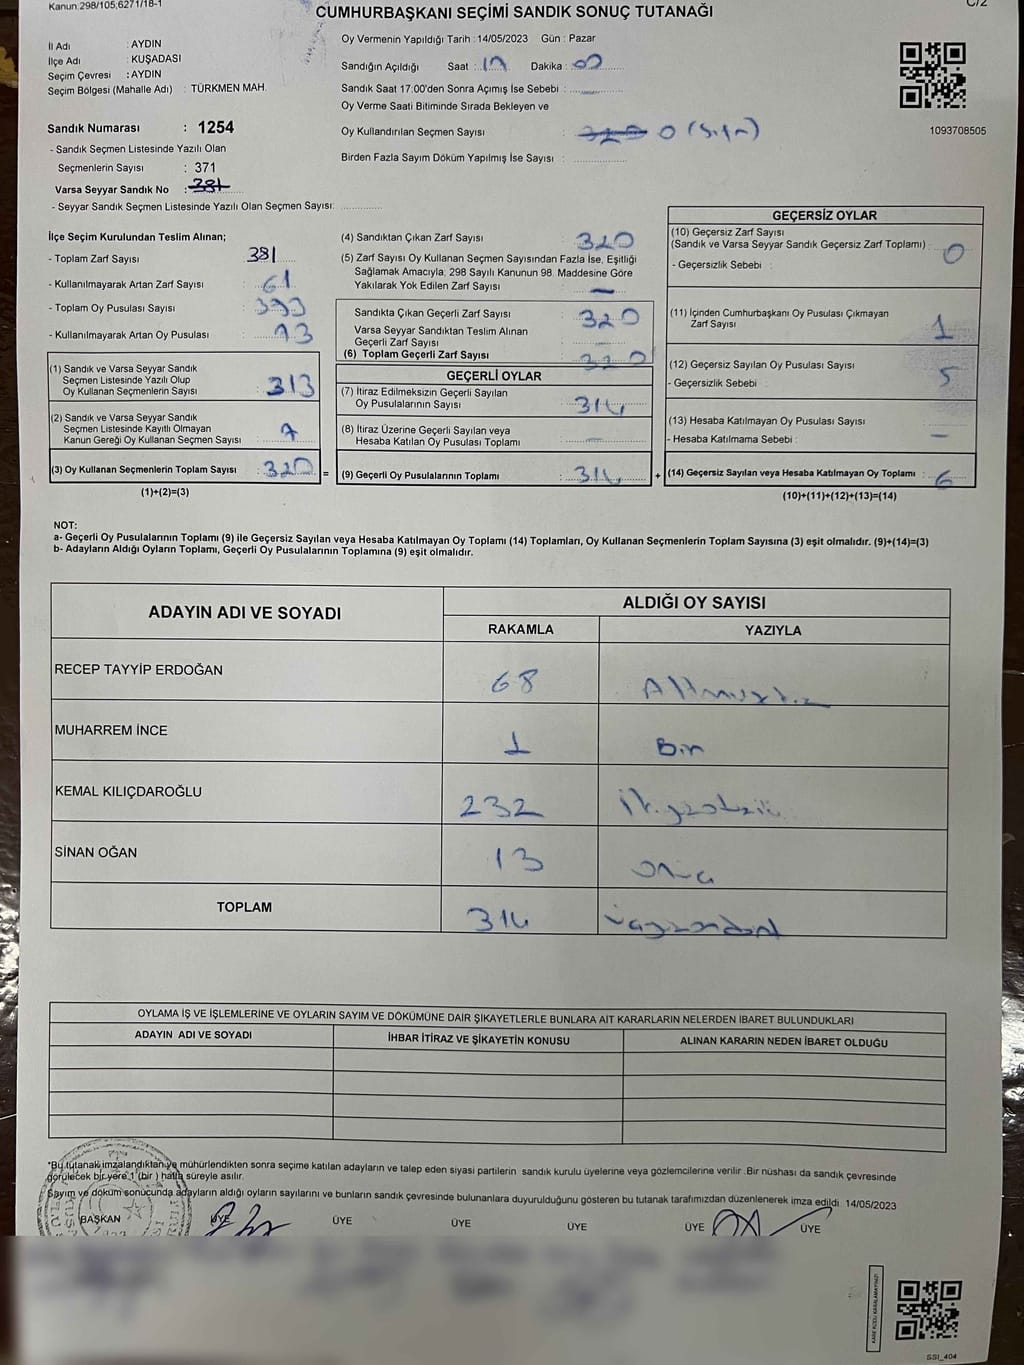 Kanun:298/105,6271/18-1
C/2
CUMHURBAŞKANI SEÇİMİ SANDIK SONUÇ TUTANAĞI
İl Adı : AYDIN
İlçe Adı : KUŞADASI
Seçim Çevresi : AYDIN
Seçim Bölgesi (Mahalle Adı) : TÜRKMEN MAH.
Sandık Numarası : 1254
- Sandık Seçmen Listesinde Yazılı Olan
Seçmenlerin Sayısı : 371
Varsa Seyyar Sandık No : 381
- Seyyar Sandık Seçmen Listesinde Yazılı Olan Seçmen Sayısı:
Oy Vermenin Yapıldığı Tarih : 14/05/2023 Gün : Pazar
Sandığın Açıldığı Saat : 17 Dakika : 00
Sandık Saat 17:00'den Sonra Açımış İse Sebebi : —
Oy Verme Saati Bitiminde Sırada Bekleyen ve
Oy Kullandırılan Seçmen Sayısı : 320 0 (Sıfır)
Birden Fazla Sayım Döküm Yapılmış İse Sayısı :
1093708505
İlçe Seçim Kurulundan Teslim Alınan;
- Toplam Zarf Sayısı : 381
- Kullanılmayarak Artan Zarf Sayısı : 61
- Toplam Oy Pusulası Sayısı : 393
- Kullanılmayarak Artan Oy Pusulası : 73
(1) Sandık ve Varsa Seyyar Sandık
Seçmen Listesinde Yazılı Olup
Oy Kullanan Seçmenlerin Sayısı : 313
(2) Sandık ve Varsa Seyyar Sandık
Seçmen Listesinde Kayıtlı Olmayan
Kanun Gereği Oy Kullanan Seçmen Sayısı : 7
(3) Oy Kullanan Seçmenlerin Toplam Sayısı : 320 =
(1)+(2)=(3)
(4) Sandıktan Çıkan Zarf Sayısı : 320
(5) Zarf Sayısı Oy Kullanan Seçmen Sayısından Fazla İse, Eşitliği
Sağlamak Amacıyla; 298 Sayılı Kanunun 98. Maddesine Göre
Yakılarak Yok Edilen Zarf Sayısı : —
Sandıkta Çıkan Geçerli Zarf Sayısı : 320
Varsa Seyyar Sandıktan Teslim Alınan
Geçerli Zarf Sayısı : —
(6) Toplam Geçerli Zarf Sayısı : 320
GEÇERLİ OYLAR
(7) İtiraz Edilmeksizin Geçerli Sayılan
Oy Pusulalarının Sayısı : 314
(8) İtiraz Üzerine Geçerli Sayılan veya
Hesaba Katılan Oy Pusulası Toplamı : —
(9) Geçerli Oy Pusulalarının Toplamı : 314 +
GEÇERSİZ OYLAR
(10) Geçersiz Zarf Sayısı
(Sandık ve Varsa Seyyar Sandık Geçersiz Zarf Toplamı) : 0
- Geçersizlik Sebebi :
(11) İçinden Cumhurbaşkanı Oy Pusulası Çıkmayan
Zarf Sayısı : 1
(12) Geçersiz Sayılan Oy Pusulası Sayısı : 5
- Geçersizlik Sebebi :
(13) Hesaba Katılmayan Oy Pusulası Sayısı : —
- Hesaba Katılmama Sebebi :
(14) Geçersiz Sayılan veya Hesaba Katılmayan Oy Toplamı : 6
(10)+(11)+(12)+(13)=(14)
NOT:
a- Geçerli Oy Pusulalarının Toplamı (9) ile Geçersiz Sayılan veya Hesaba Katılmayan Oy Toplamı (14) Toplamları, Oy Kullanan Seçmenlerin Toplam Sayısına (3) eşit olmalıdır. (9)+(14)=(3)
b- Adayların Aldığı Oyların Toplamı, Geçerli Oy Pusulalarının Toplamına (9) eşit olmalıdır.
ADAYIN ADI VE SOYADI
ALDIĞI OY SAYISI
RAKAMLA YAZIYLA
RECEP TAYYİP ERDOĞAN 68
MUHARREM İNCE 1 Bir
KEMAL KILIÇDAROĞLU 232
SİNAN OĞAN 13
TOPLAM 314
OYLAMA İŞ VE İŞLEMLERİNE VE OYLARIN SAYIM VE DÖKÜMÜNE DAİR ŞİKAYETLERLE BUNLARA AİT KARARLARIN NELERDEN İBARET BULUNDUKLARI
ADAYIN ADI VE SOYADI İHBAR İTİRAZ VE ŞİKAYETİN KONUSU ALINAN KARARIN NEDEN İBARET OLDUĞU
*Bu tutanak imzalandıktan ve mühürlendikten sonra seçime katılan adayların ve talep eden siyasi partilerin sandık kurulu üyelerine veya gözlemcilerine verilir. Bir nüshası da sandık çevresinde
görülecek bir yere 1 (bir ) hafta süreyle asılır.
Sayım ve döküm sonucunda adayların aldığı oyların sayılarını ve bunların sandık çevresinde bulunanlara duyurulduğunu gösteren bu tutanak tarafımızdan düzenlenerek imza edildi. 14/05/2023
BAŞKAN ÜYE ÜYE ÜYE ÜYE ÜYE ÜYE
KARE KODU KARALAMAYINIZ!
SSI_404